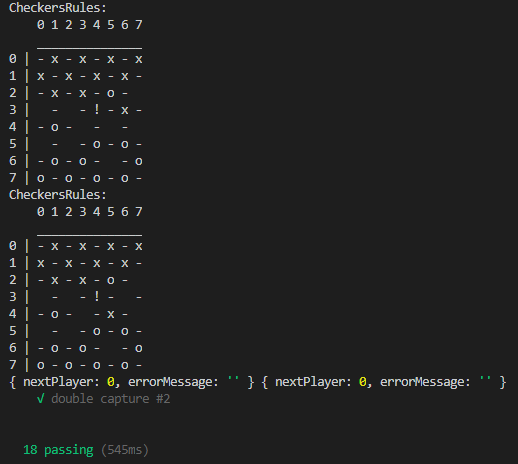 CheckersRules:
    0 1 2 3 4 5 6 7
    _______________
0 | - x - x - x - x
1 | x - x - x - x -
2 | - x - x - o -
3 |   -   - ! - x -
4 | - o -   -   -
5 |   -   - o - o -
6 | - o - o -   - o
7 | o - o - o - o -
CheckersRules:
    0 1 2 3 4 5 6 7
    _______________
0 | - x - x - x - x
1 | x - x - x - x -
2 | - x - x - o -
3 |   -   - ! -   -
4 | - o -   - x -
5 |   -   - o - o -
6 | - o - o -   - o
7 | o - o - o - o -
{ nextPlayer: 0, errorMessage: '' } { nextPlayer: 0, errorMessage: '' }
√ double capture #2
18 passing (545ms)